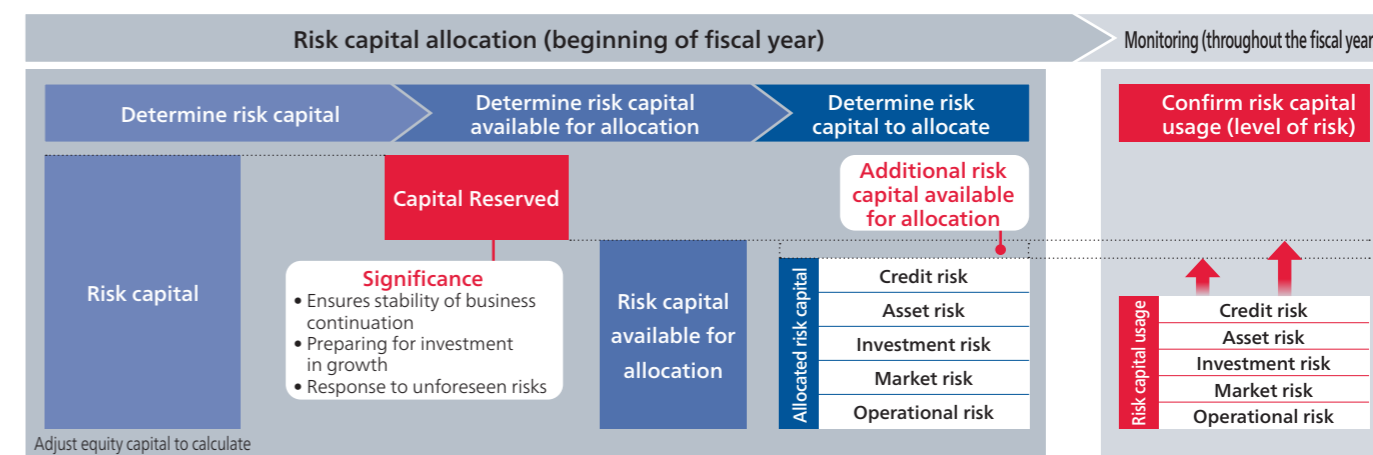 Risk capital allocation (beginning of fiscal year)
Monitoring (throughout the fiscal year
Determine risk capital
Determine risk capital
available for allocation
Determine risk
capital to allocate
Confirm risk capital
usage (level of risk)
Risk capital
Capital Reserved
Significance
• Ensures stability of business
continuation
• Preparing for investment
in growth
• Response to unforeseen risks
Risk capital
available for
allocation
Additional risk
capital available
for allocation
Allocated risk capital
Credit risk
Asset risk
Investment risk
Market risk
Operational risk
Risk capital usage
Credit risk
Asset risk
Investment risk
Market risk
Operational risk
Adjust equity capital to calculate